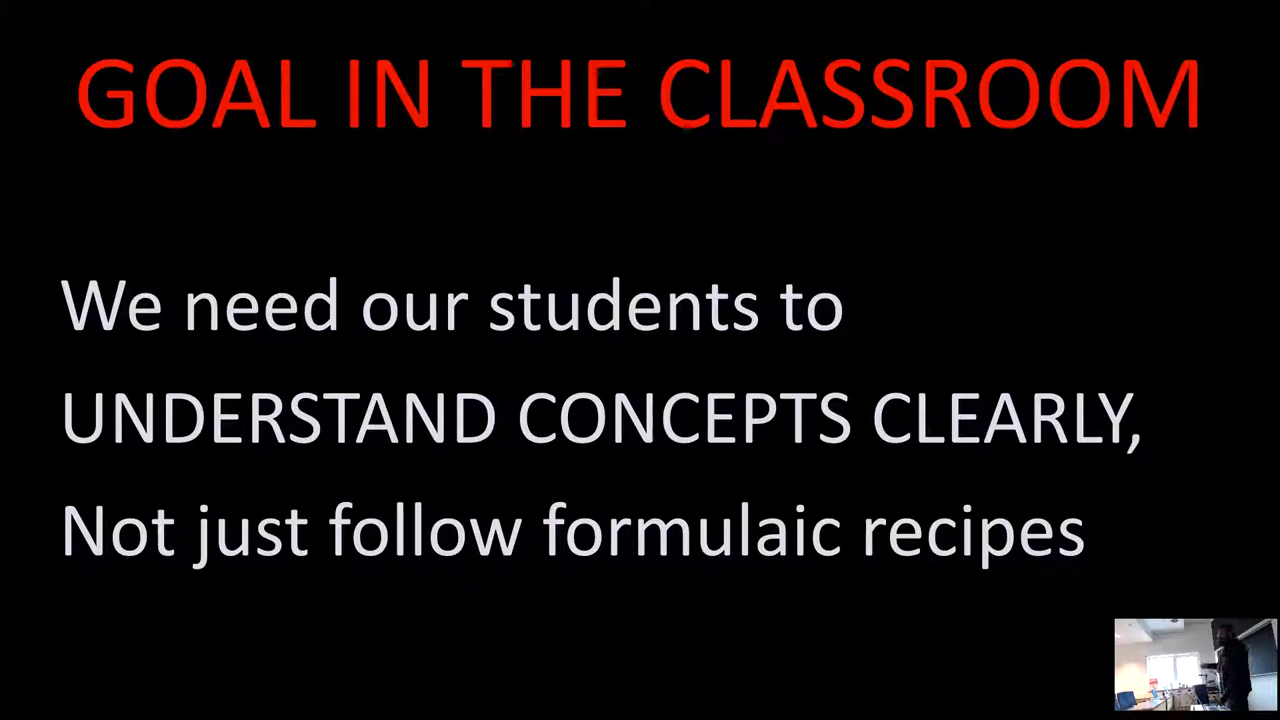 GOAL IN THE CLASSROOM
We need our students to
UNDERSTAND CONCEPTS CLEARLY,
Not just follow formulaic recipes